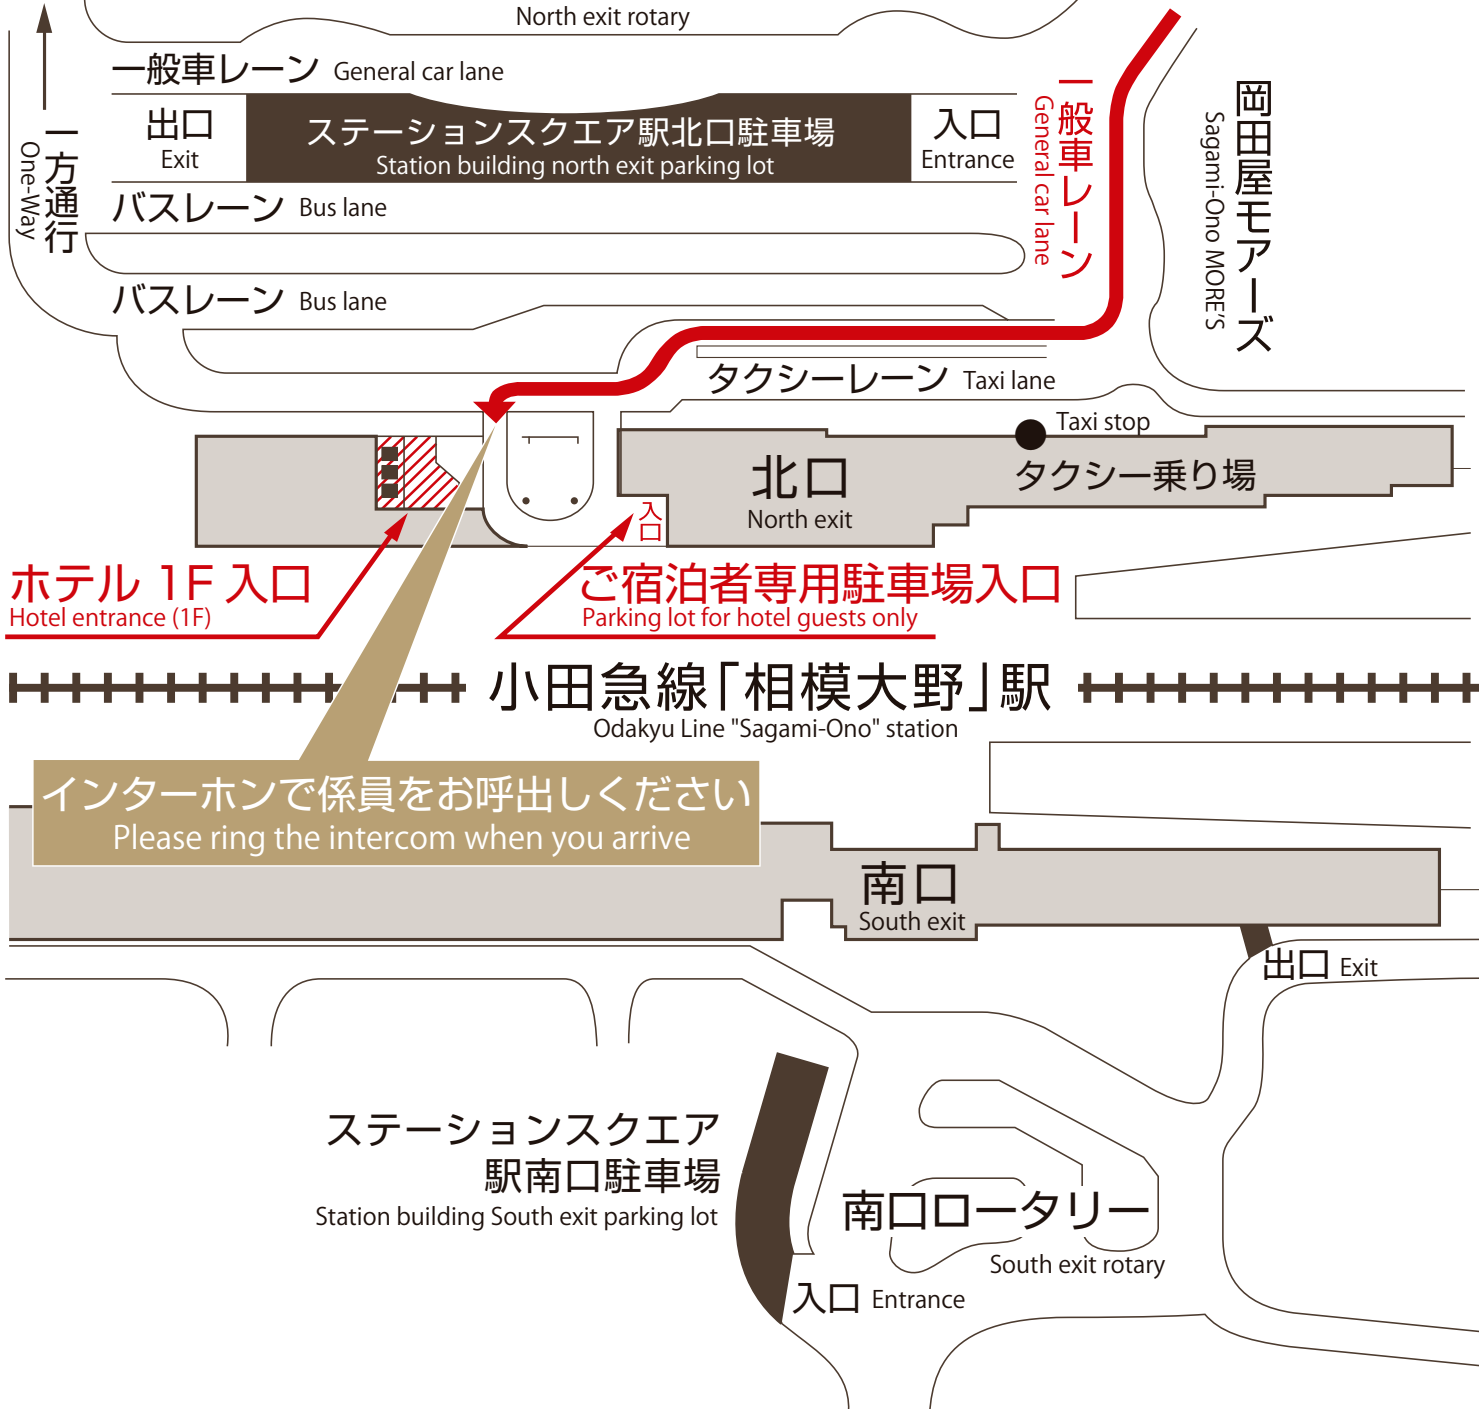 North exit rotary
一般車レーン General car lane
出口
Exit
ステーションスクエア駅北口駐車場
Station building north exit parking lot
入口
Entrance
一方通行
One-Way
一般車レーン
General car lane
岡田屋モアーズ
Sagami-Ono MORE'S
バスレーン Bus lane
バスレーン Bus lane
タクシーレーン Taxi lane
Taxi stop
タクシー乗り場
北口
North exit
入口
ホテル 1F 入口
Hotel entrance (1F)
ご宿泊者専用駐車場入口
Parking lot for hotel guests only
小田急線「相模大野」駅
Odakyu Line "Sagami-Ono" station
インターホンで係員をお呼出しください
Please ring the intercom when you arrive
南口
South exit
出口 Exit
ステーションスクエア
駅南口駐車場
Station building South exit parking lot
南口ロータリー
South exit rotary
入口 Entrance